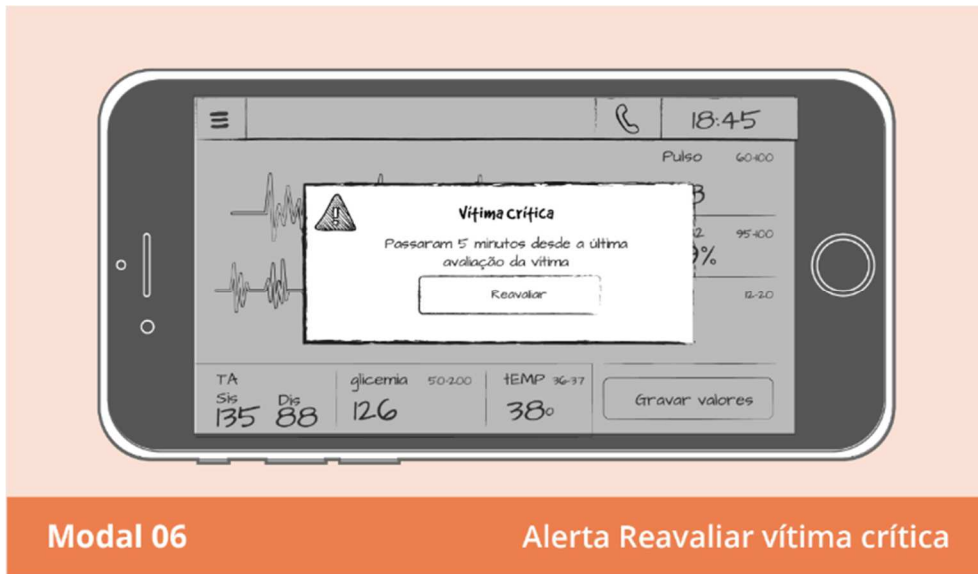 18:45
Pulso 60-100
Vítima crítica
Passaram 5 minutos desde a última
avaliação da vítima
95-100
%
Reavaliar
12-20
TA
Sis
135
Dis
88
glicemia 50-200
126
tEMP 36-37
38º
Gravar valores
Modal 06
Alerta Reavaliar vítima crítica